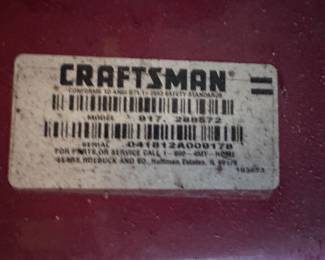 CRAFTSMAN
CONFORMS TO ANSI B71.1-2003 SAFETY STANDARDS
MODEL 917. 288572
SERIAL 041812A009178
FOR PARTS OR SERVICE CALL 1-800-4MY-HOME
SEARS ROEBUCK AND CO. Hoffman Estates, IL 60179